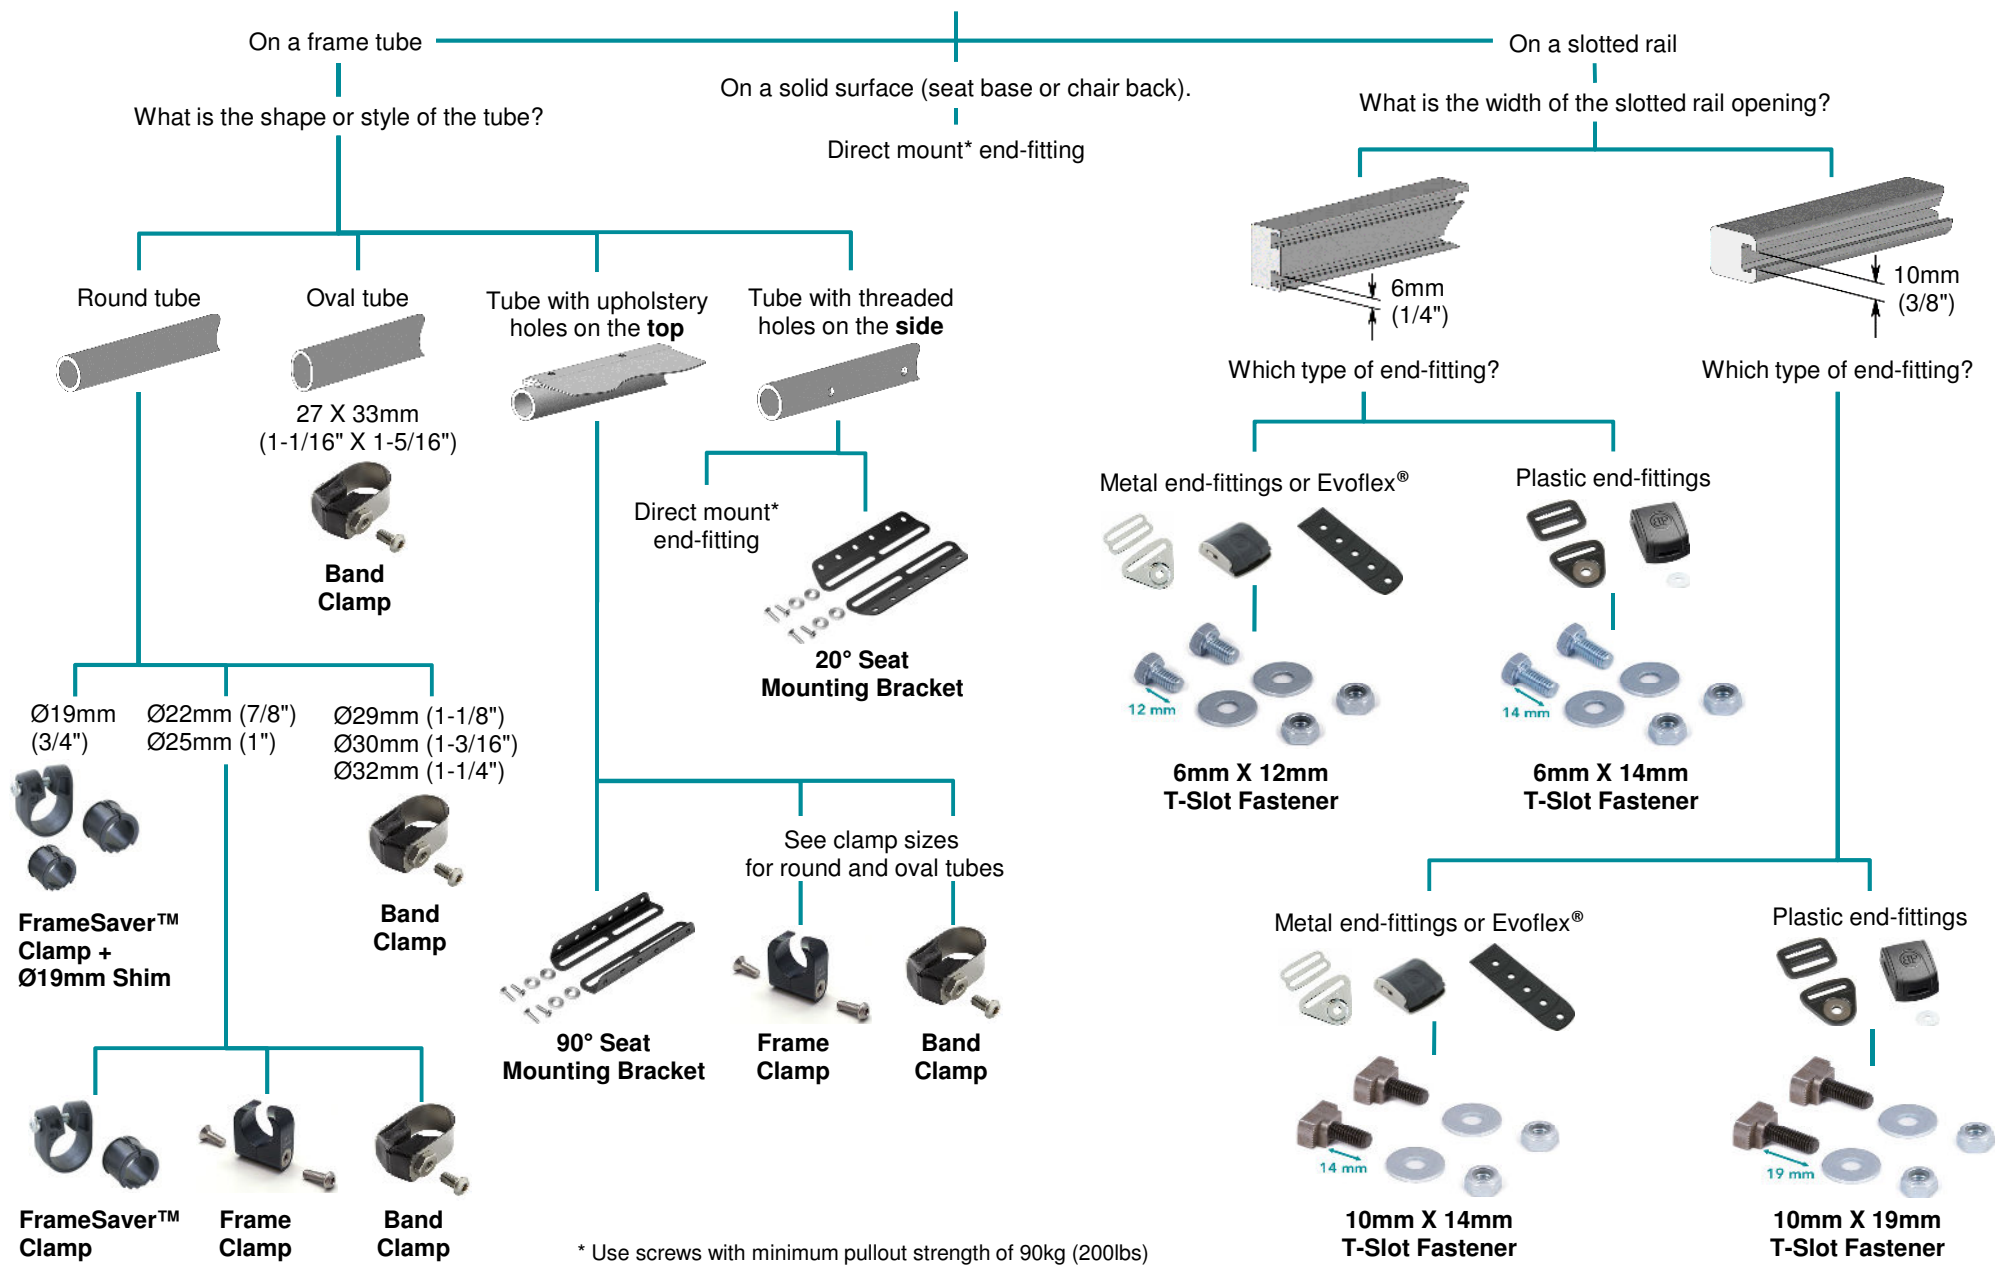 On a frame tube
On a slotted rail
On a solid surface (seat base or chair back).
What is the shape or style of the tube?
What is the width of the slotted rail opening?
Direct mount* end-fitting
Round tube
Oval tube
Tube with upholstery
holes on the top
Tube with threaded
holes on the side
6mm
(1/4")
10mm
(3/8")
Which type of end-fitting?
Which type of end-fitting?
27 X 33mm
(1-1/16" X 1-5/16")
Band
Clamp
Direct mount*
end-fitting
20° Seat
Mounting Bracket
Metal end-fittings or Evoflex®
Plastic end-fittings
12 mm
14 mm
6mm X 12mm
T-Slot Fastener
6mm X 14mm
T-Slot Fastener
Ø19mm
(3/4")
Ø22mm (7/8")
Ø25mm (1")
Ø29mm (1-1/8")
Ø30mm (1-3/16")
Ø32mm (1-1/4")
FrameSaver™
Clamp +
Ø19mm Shim
Band
Clamp
See clamp sizes
for round and oval tubes
90° Seat
Mounting Bracket
Frame
Clamp
Band
Clamp
Metal end-fittings or Evoflex®
Plastic end-fittings
14 mm
19 mm
10mm X 14mm
T-Slot Fastener
10mm X 19mm
T-Slot Fastener
FrameSaver™
Clamp
Frame
Clamp
Band
Clamp
* Use screws with minimum pullout strength of 90kg (200lbs)